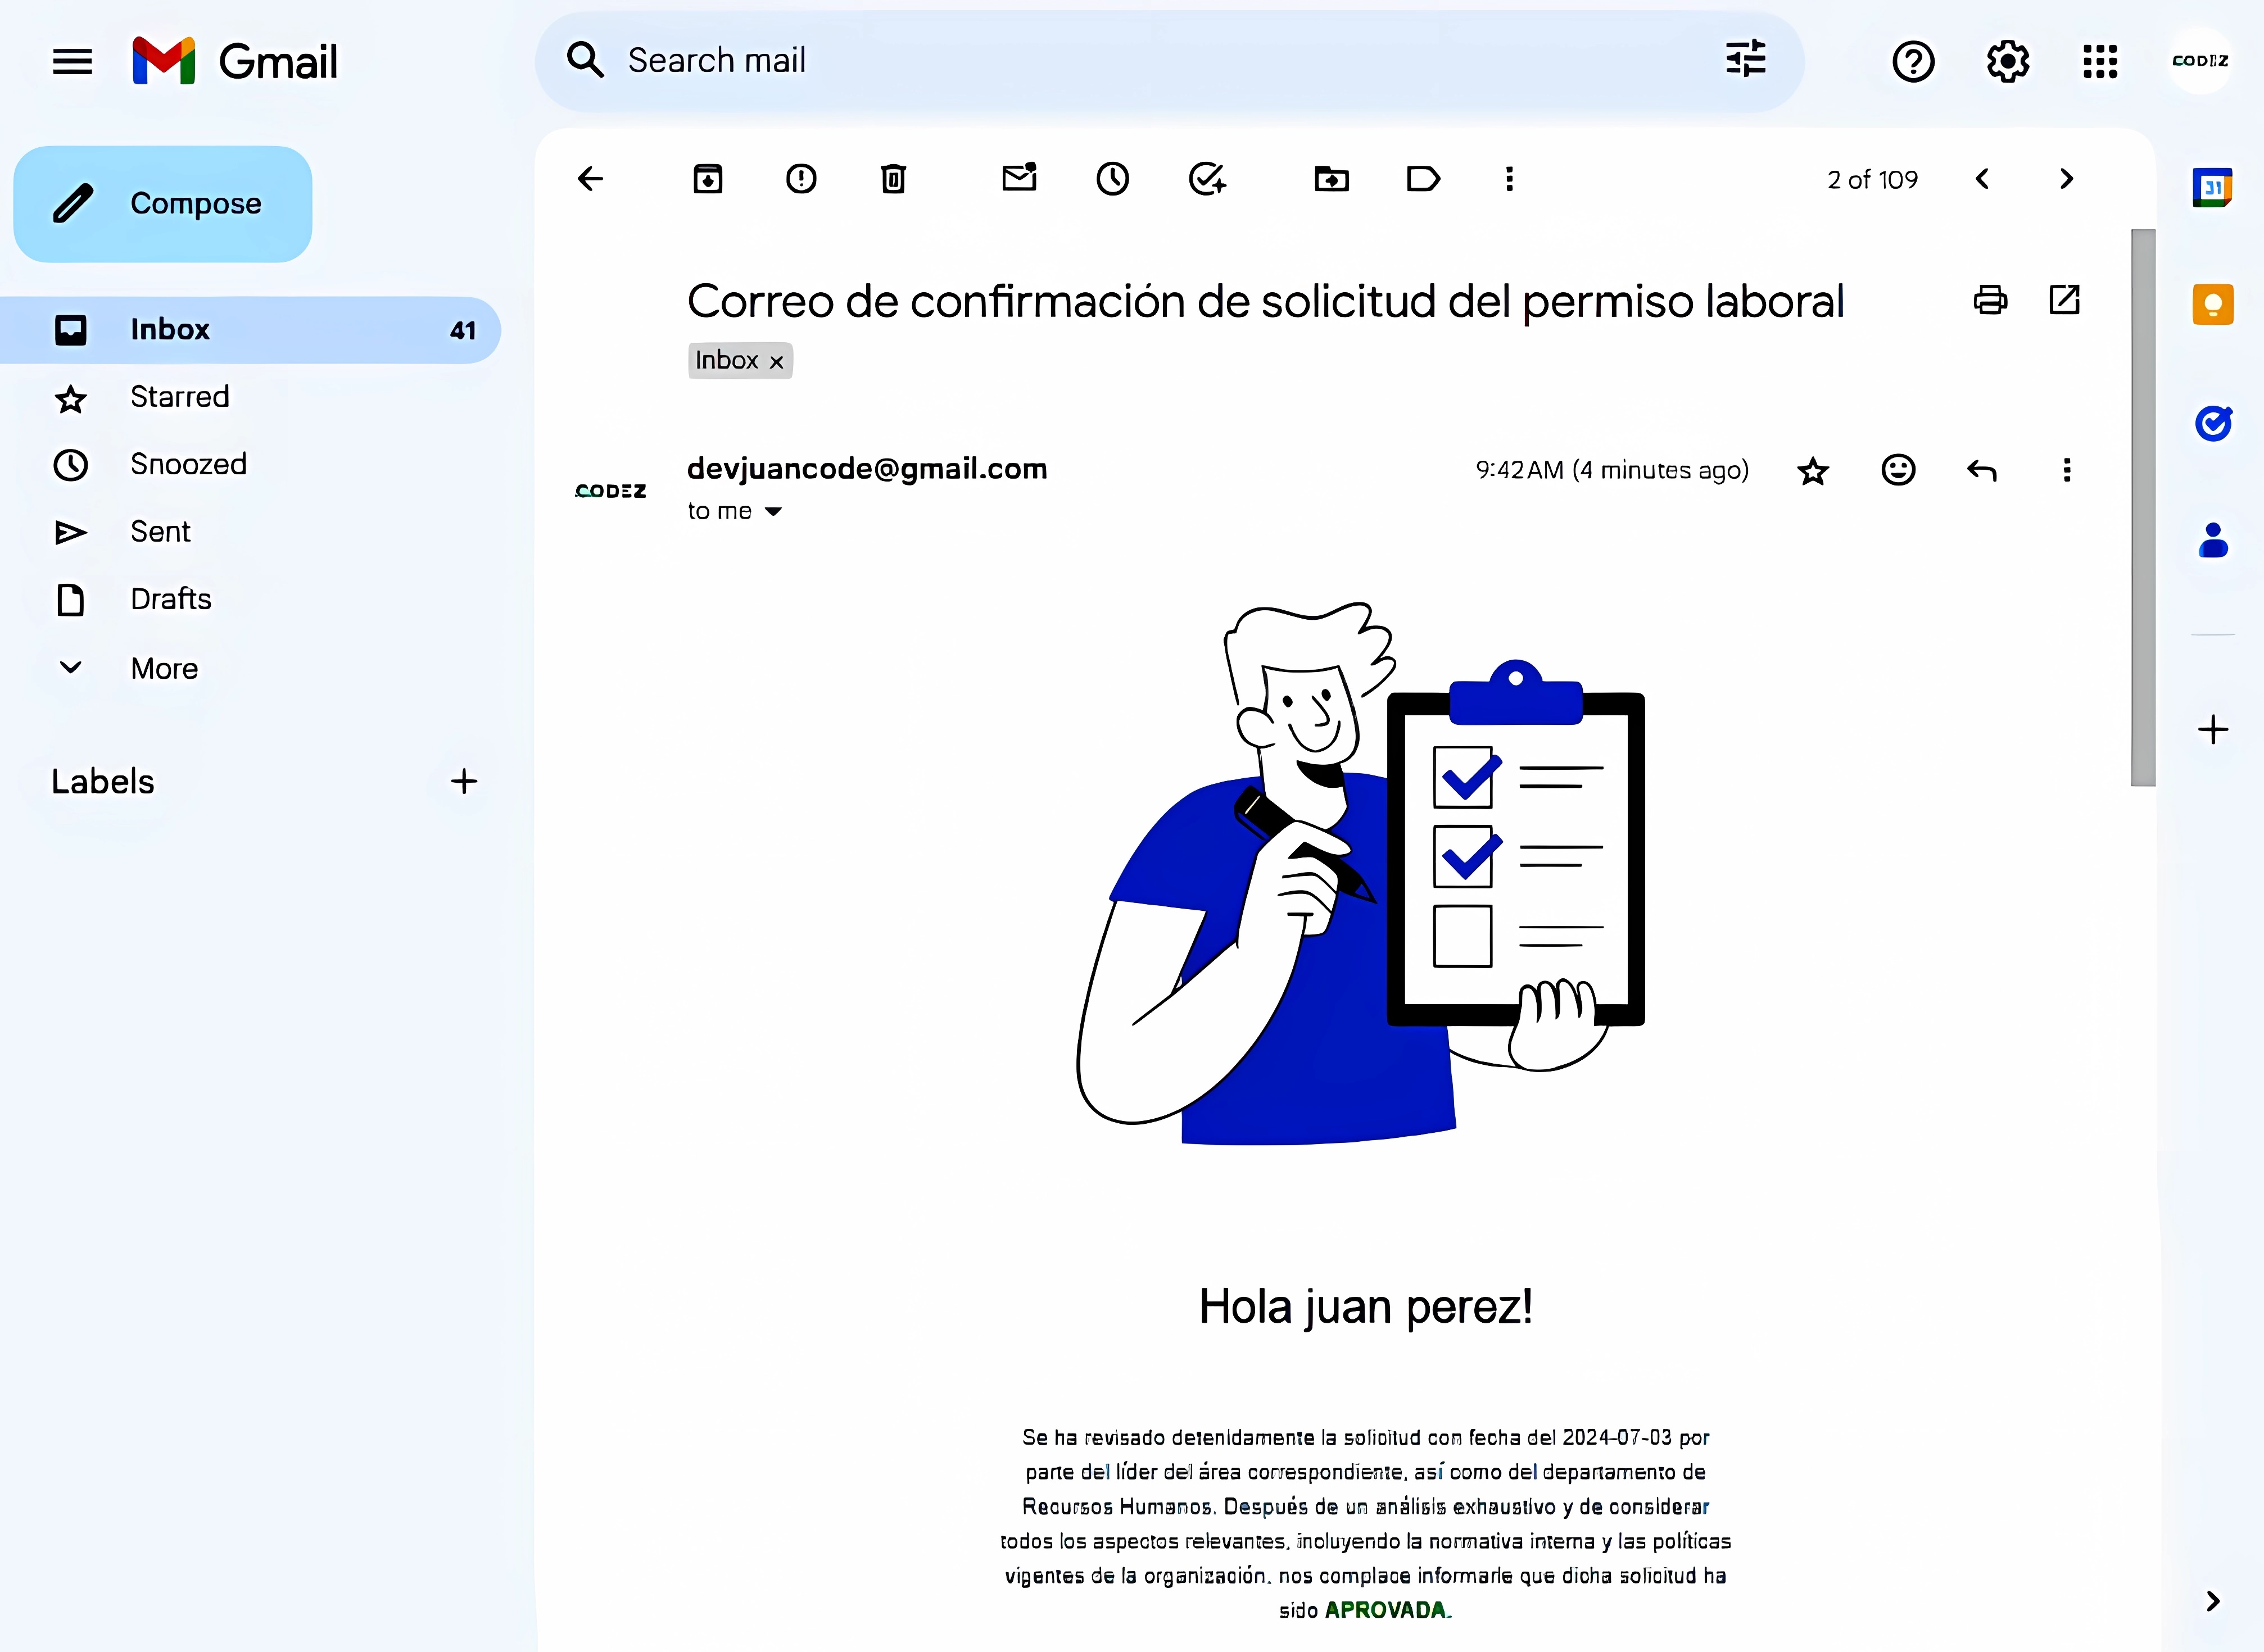 Gmail
Search mail
CODEZ
Compose
2 of 109
31
Correo de confirmación de solicitud del permiso laboral
Inbox 41
Inbox x
Starred
Snoozed
devjuancode@gmail.com
9:42 AM (4 minutes ago)
CODEZ
to me
Sent
Drafts
More
Labels
Hola juan perez!
Se ha revisado detenidamente la solicitud con fecha del 2024-07-03 por
parte del líder del área correspondiente, así como del departamento de
Recursos Humanos. Después de un análisis exhaustivo y de considerar
todos los aspectos relevantes, incluyendo la normativa interna y las políticas
vigentes de la organización, nos complace informarle que dicha solicitud ha
sido APROVADA.